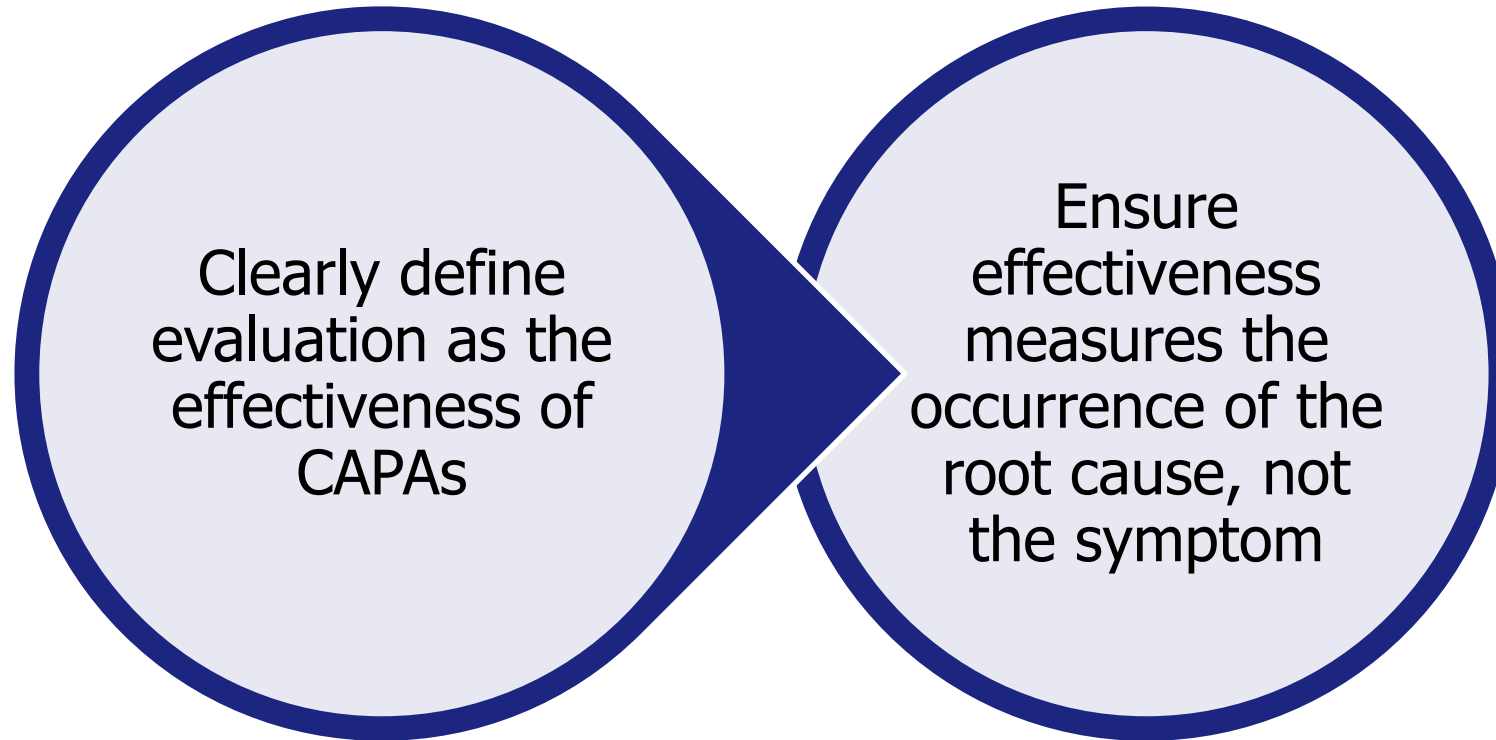 Clearly define
evaluation as the
effectiveness of
CAPAs
Ensure
effectiveness
measures the
occurrence of the
root cause, not
the symptom